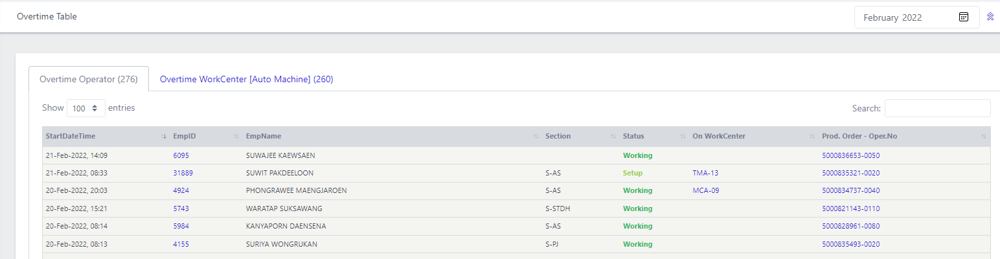 Overtime Table
February 2022
Overtime Operator (276) Overtime WorkCenter [Auto Machine] (260)
Show 100 entries Search:
StartDateTime EmpID EmpName Section Status On WorkCenter Prod. Order - Oper.No
21-Feb-2022, 14:09 6095 SUWAJEE KAEWSAEN Working 5000836653-0050
21-Feb-2022, 08:33 31889 SUWIT PAKDEELOON S-AS Setup TMA-13 5000835321-0020
20-Feb-2022, 20:03 4924 PHONGRAWEE MAENGJAROEN S-AS Working MCA-09 5000834737-0040
20-Feb-2022, 15:21 5743 WARATAP SUKSAWANG S-STDH Working 5000821143-0110
20-Feb-2022, 08:14 5984 KANYAPORN DAENSENA S-AS Working 5000828961-0080
20-Feb-2022, 08:13 4155 SURIYA WONGRUKAN S-PJ Working 5000835493-0020